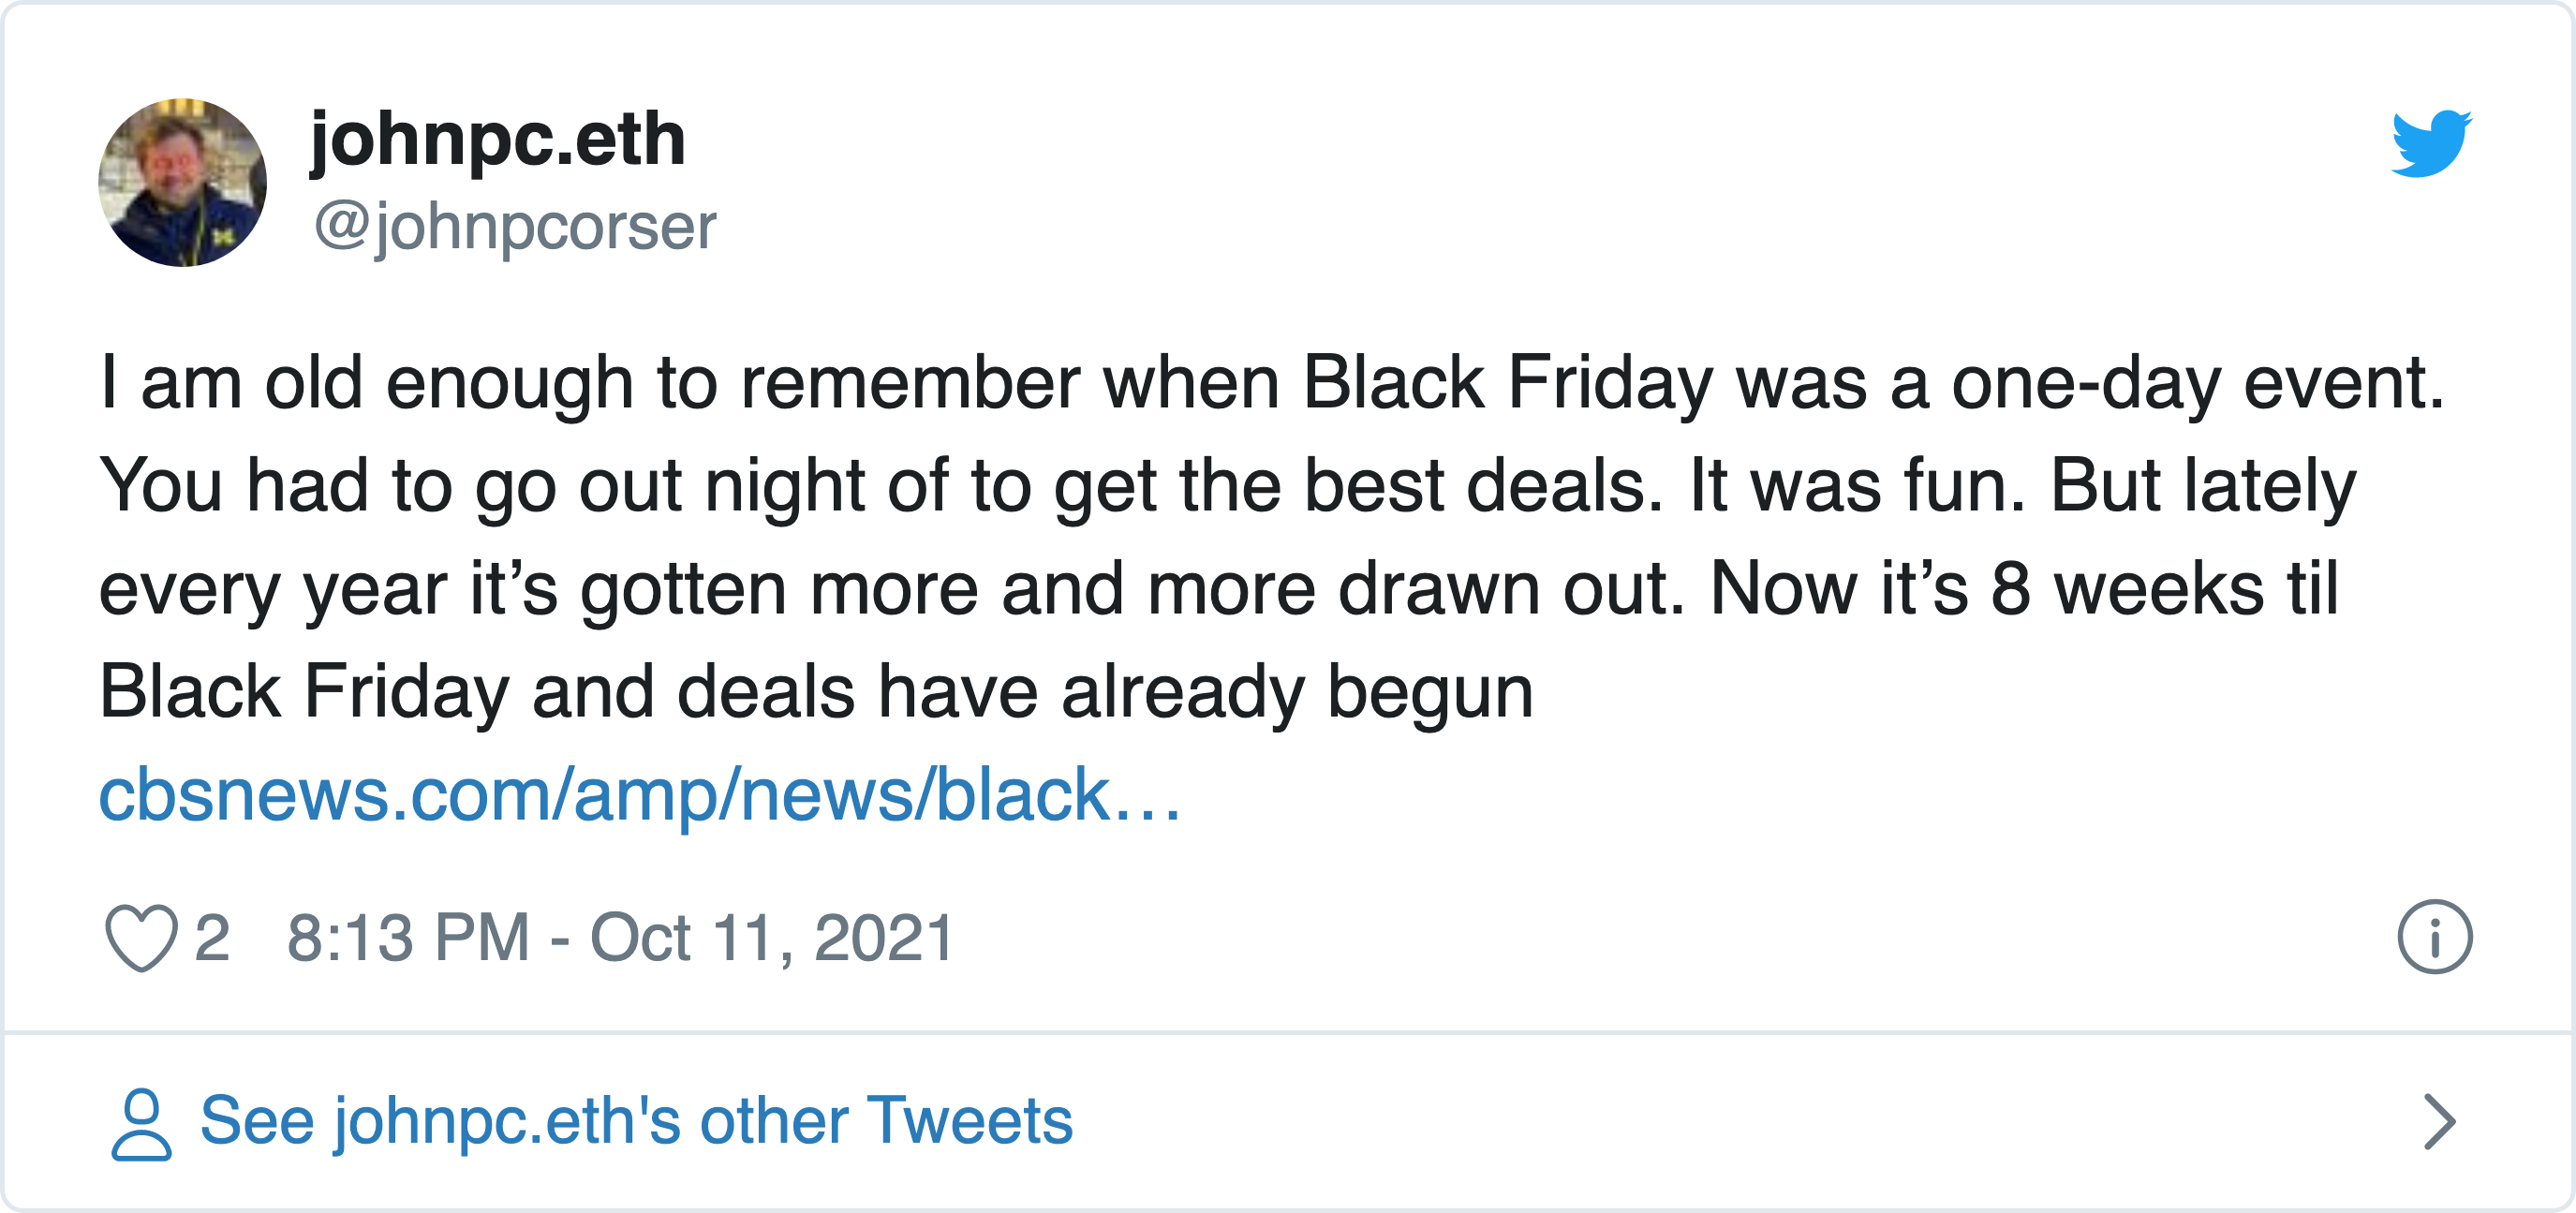 johnpc.eth
@johnpcorser
I am old enough to remember when Black Friday was a one-day event.
You had to go out night of to get the best deals. It was fun. But lately
every year it’s gotten more and more drawn out. Now it’s 8 weeks til
Black Friday and deals have already begun
cbsnews.com/amp/news/black…
2 8:13 PM - Oct 11, 2021
See johnpc.eth's other Tweets